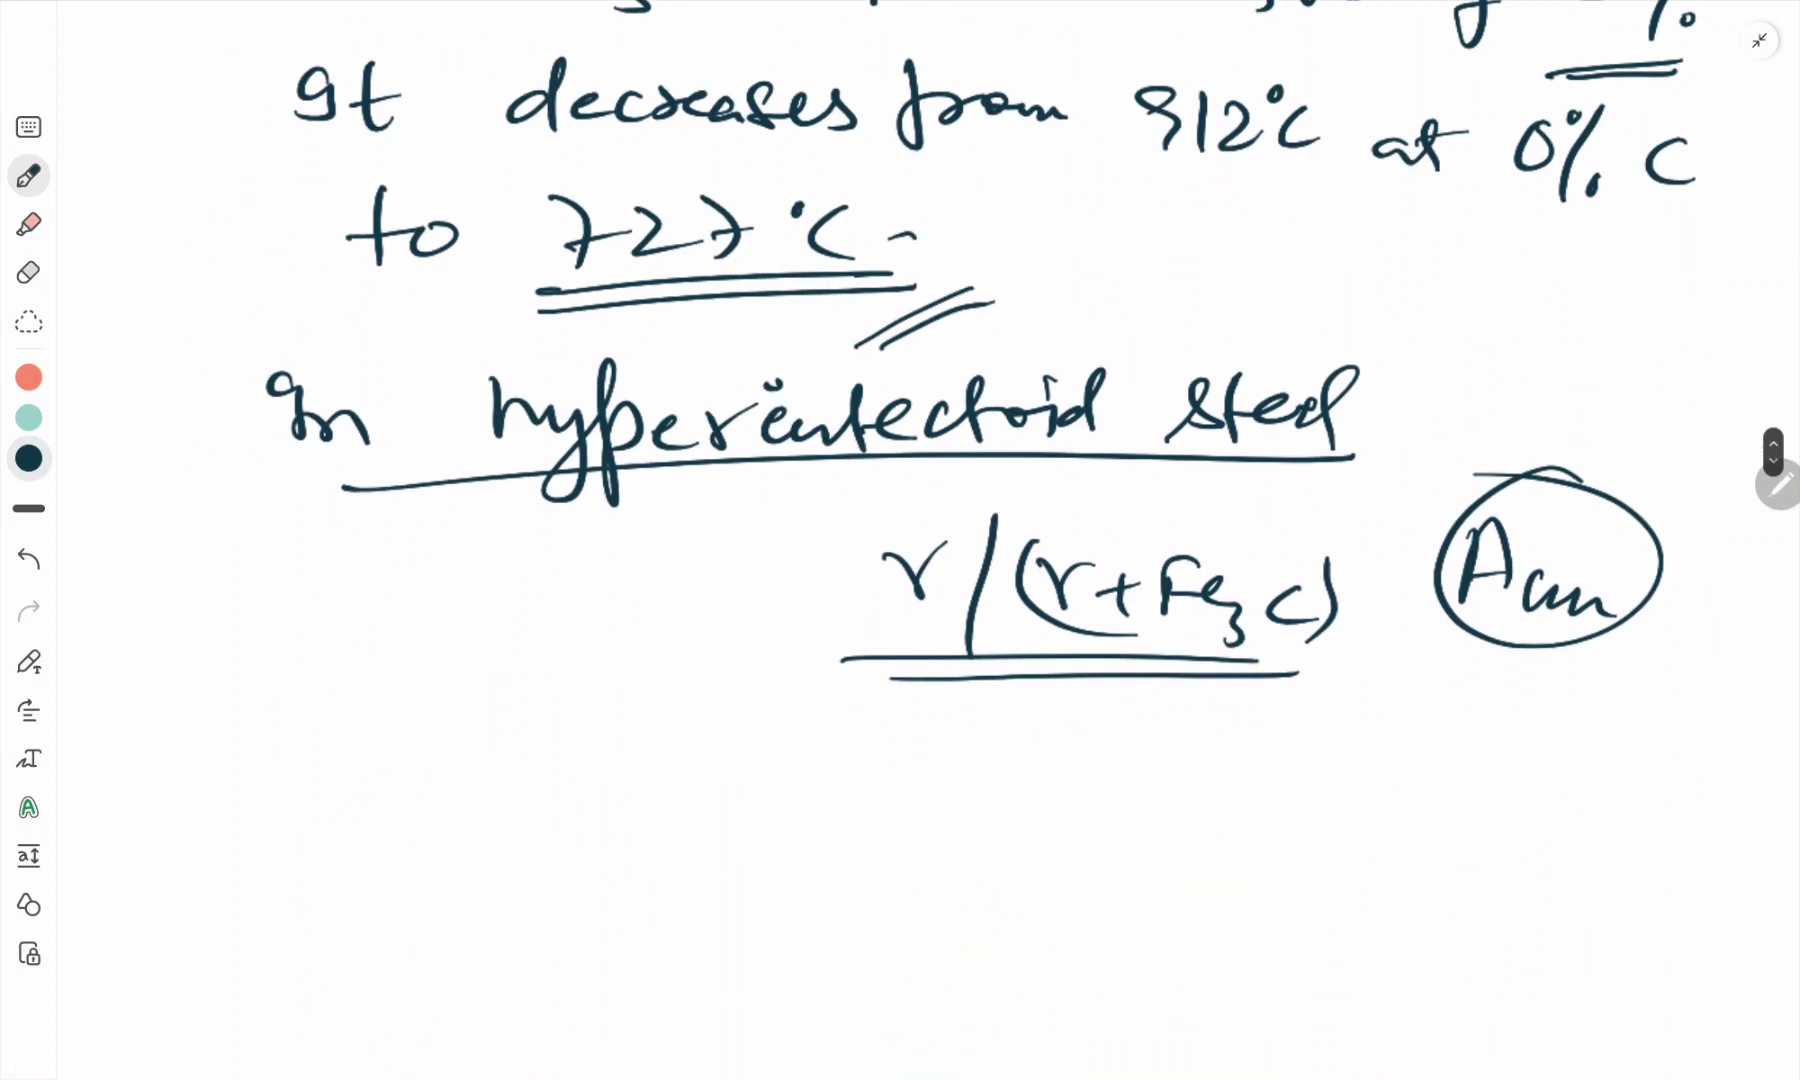 It decreases from 912°C at 0% C
to 727°C -
In hypereutectoid steel
γ/(γ+Fe3C) Acm